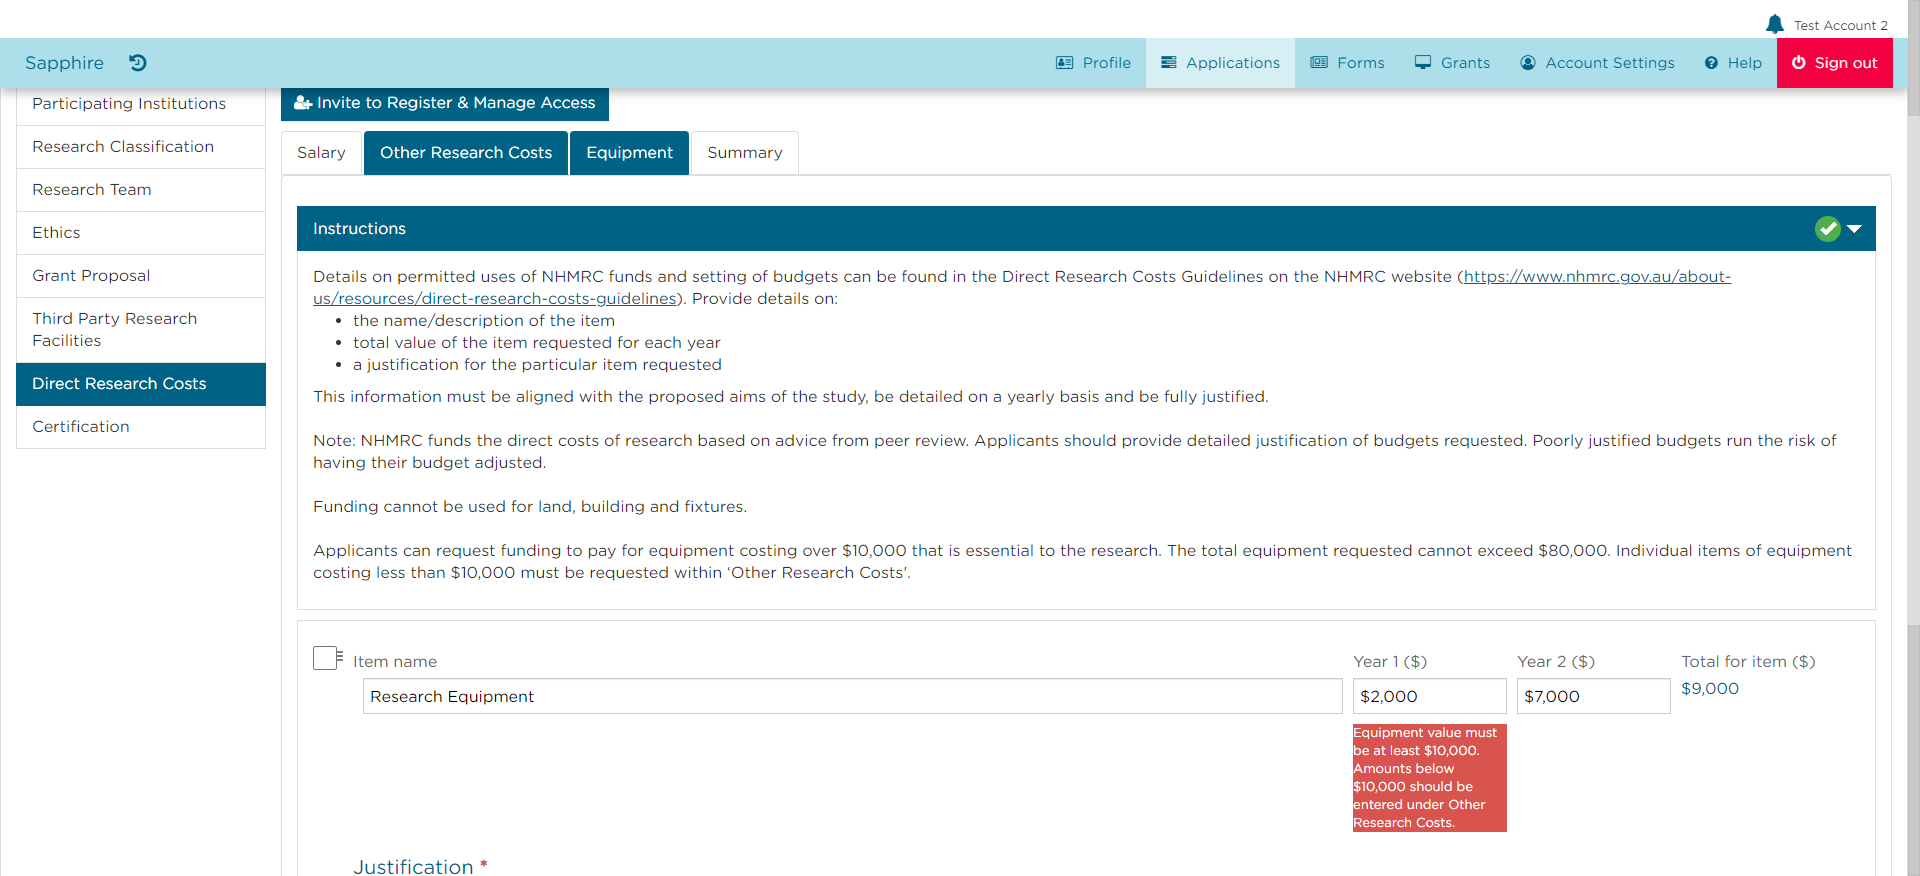 Test Account 2
Sapphire
Profile
Applications
Forms
Grants
Account Settings
Help
Sign out
Participating Institutions
Research Classification
Research Team
Ethics
Grant Proposal
Third Party Research
Facilities
Direct Research Costs
Certification
Invite to Register & Manage Access
Salary
Other Research Costs
Equipment
Summary
Instructions
Details on permitted uses of NHMRC funds and setting of budgets can be found in the Direct Research Costs Guidelines on the NHMRC website (https://www.nhmrc.gov.au/about-
us/resources/direct-research-costs-guidelines). Provide details on:
• the name/description of the item
• total value of the item requested for each year
• a justification for the particular item requested
This information must be aligned with the proposed aims of the study, be detailed on a yearly basis and be fully justified.
Note: NHMRC funds the direct costs of research based on advice from peer review. Applicants should provide detailed justification of budgets requested. Poorly justified budgets run the risk of
having their budget adjusted.
Funding cannot be used for land, building and fixtures.
Applicants can request funding to pay for equipment costing over $10,000 that is essential to the research. The total equipment requested cannot exceed $80,000. Individual items of equipment
costing less than $10,000 must be requested within ‘Other Research Costs’.
Item name
Year 1 ($)
Year 2 ($)
Total for item ($)
Research Equipment
$2,000
$7,000
$9,000
Equipment value must
be at least $10,000.
Amounts below
$10,000 should be
entered under Other
Research Costs.
Justification *